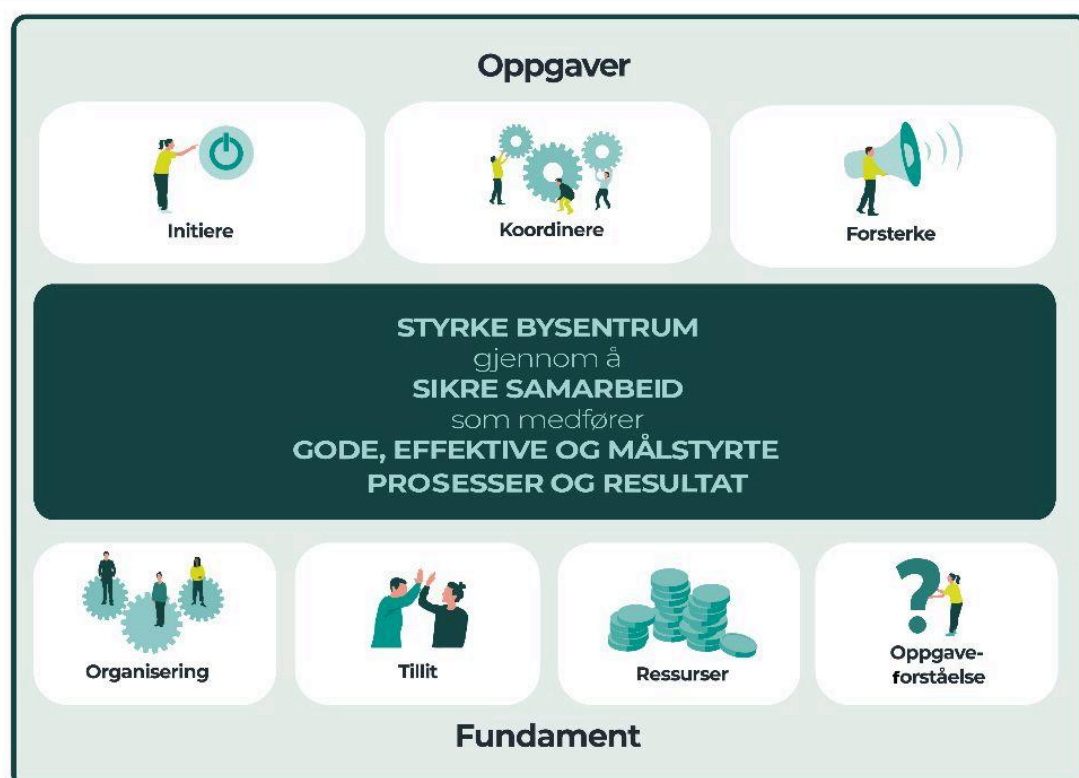 Oppgaver
Initiere
Koordinere
Forsterke
STYRKE BYSENTRUM
gjennom å
SIKRE SAMARBEID
som medfører
GODE, EFFEKTIVE OG MÅLSTYRTE
PROSESSER OG RESULTAT
Organisering
Tillit
Ressurser
Oppgave-
forståelse
Fundament